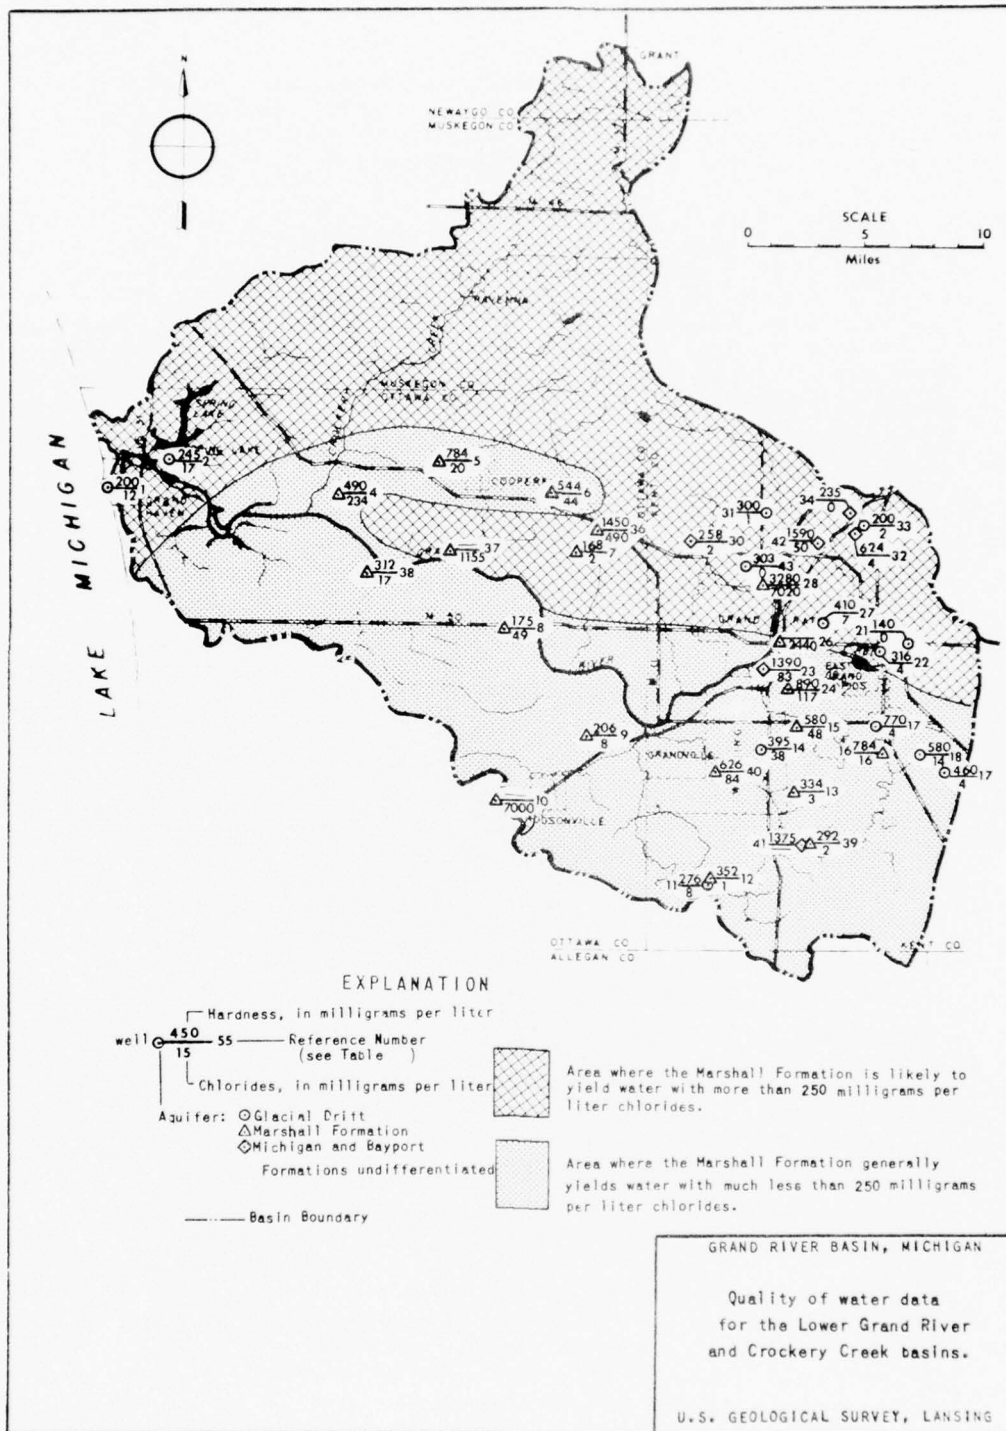 N
GRANT
NEWAYGO CO
MUSKEGON CO
M 46
SCALE
0 5 10
Miles
RAVENNA
MUSKEGON CO
OTTAWA CO
SPRING
LAKE
LAKE MICHIGAN
245
17
2
200
12
1
GRAND
HAVEN
784
20
5
COOPERS
490
234
4
544
44
6
OTTAWA CO
KENT CO
1450
490
36
1155
37
168
2
7
312
17
38
258
2
30
31
300
1
34
235
0
200
2
33
42
1590
50
624
4
32
303
0
43
3280
7020
28
GRAND
410
7
27
21
140
0
26
316
4
22
EAST
GRAND
RAPIDS
175
49
8
RIVER
1390
83
23
890
117
24
580
48
15
770
4
17
206
8
9
GRANDVILLE
395
38
14
16
784
16
580
14
18
460
4
17
626
84
40
334
3
13
7000
10
HUDSONVILLE
41
1375
292
2
39
11
276
8
352
1
12
OTTAWA CO
ALLEGAN CO
KENT CO
EXPLANATION
Hardness, in milligrams per liter
well 450 55 Reference Number
15 (see Table )
Chlorides, in milligrams per liter
Aquifer: Glacial Drift
Marshall Formation
Michigan and Bayport
Formations undifferentiated
Basin Boundary
Area where the Marshall Formation is likely to
yield water with more than 250 milligrams per
liter chlorides.
Area where the Marshall Formation generally
yields water with much less than 250 milligrams
per liter chlorides.
GRAND RIVER BASIN, MICHIGAN
Quality of water data
for the Lower Grand River
and Crockery Creek basins.
U.S. GEOLOGICAL SURVEY, LANSING